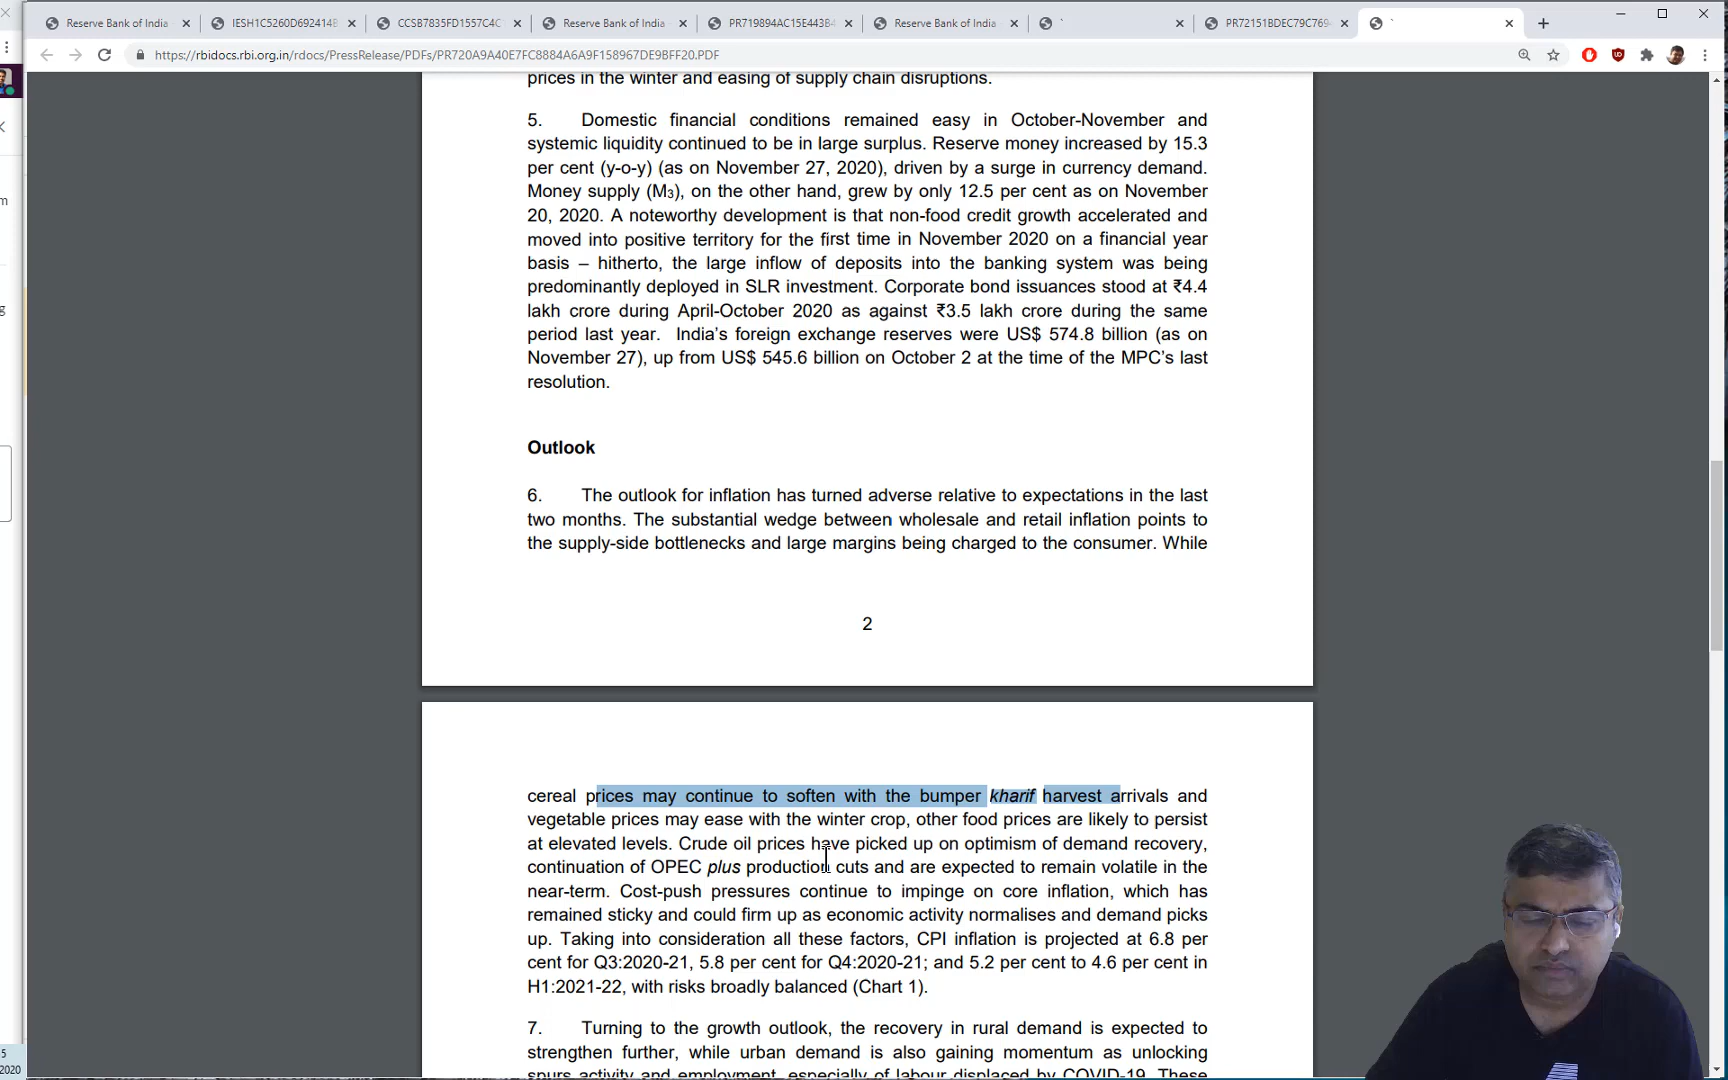 Reserve Bank of India
IESH1C5260D692414
CCSB7835FD1557C4C
Reserve Bank of India
PR719894AC15E443B4
Reserve Bank of India
`
PR72151BDEC79C769
`
https://rbidocs.rbi.org.in/rdocs/PressRelease/PDFs/PR720A9A40E7FC8884A6A9F158967DE9BFF20.PDF
prices in the winter and easing of supply chain disruptions.
5. Domestic financial conditions remained easy in October-November and
systemic liquidity continued to be in large surplus. Reserve money increased by 15.3
per cent (y-o-y) (as on November 27, 2020), driven by a surge in currency demand.
Money supply (M3), on the other hand, grew by only 12.5 per cent as on November
20, 2020. A noteworthy development is that non-food credit growth accelerated and
moved into positive territory for the first time in November 2020 on a financial year
basis – hitherto, the large inflow of deposits into the banking system was being
predominantly deployed in SLR investment. Corporate bond issuances stood at ₹4.4
lakh crore during April-October 2020 as against ₹3.5 lakh crore during the same
period last year. India's foreign exchange reserves were US$ 574.8 billion (as on
November 27), up from US$ 545.6 billion on October 2 at the time of the MPC's last
resolution.
Outlook
6. The outlook for inflation has turned adverse relative to expectations in the last
two months. The substantial wedge between wholesale and retail inflation points to
the supply-side bottlenecks and large margins being charged to the consumer. While
2
cereal prices may continue to soften with the bumper kharif harvest arrivals and
vegetable prices may ease with the winter crop, other food prices are likely to persist
at elevated levels. Crude oil prices have picked up on optimism of demand recovery,
continuation of OPEC plus production cuts and are expected to remain volatile in the
near-term. Cost-push pressures continue to impinge on core inflation, which has
remained sticky and could firm up as economic activity normalises and demand picks
up. Taking into consideration all these factors, CPI inflation is projected at 6.8 per
cent for Q3:2020-21, 5.8 per cent for Q4:2020-21; and 5.2 per cent to 4.6 per cent in
H1:2021-22, with risks broadly balanced (Chart 1).
7. Turning to the growth outlook, the recovery in rural demand is expected to
strengthen further, while urban demand is also gaining momentum as unlocking
spurs activity and employment, especially of labour displaced by COVID-19. These
m
g
5
2020